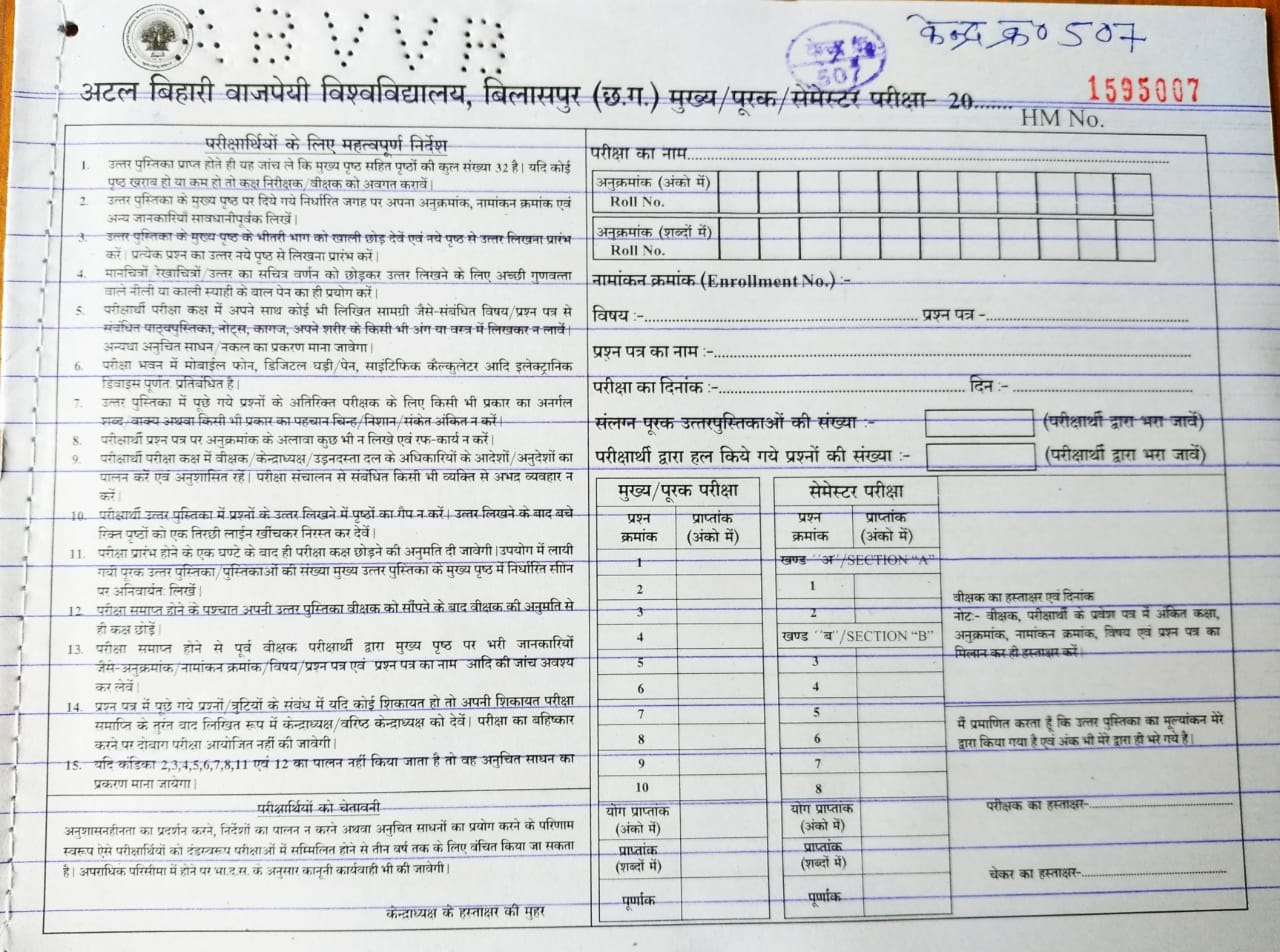 A B V V B
केन्द्र क्र० 507
507
अटल बिहारी वाजपेयी विश्वविद्यालय, बिलासपुर (छ.ग.) मुख्य/पूरक/सेमेस्टर परीक्षा- 20.......
1595007
HM No.
परीक्षार्थियों के लिए महत्वपूर्ण निर्देश
1. उत्तर पुस्तिका प्राप्त होते ही यह जांच ले कि मुख्य पृष्ठ सहित पृष्ठों की कुल संख्या 32 है। यदि कोई
पृष्ठ खराब हो या कम हो तो कक्ष निरीक्षक/वीक्षक को अवगत करावें।
2. उत्तर पुस्तिका के मुख्य पृष्ठ पर दिये गये निर्धारित जगह पर अपना अनुक्रमांक, नामांकन क्रमांक एवं
अन्य जानकारियाँ सावधानीपूर्वक लिखें।
3. उत्तर पुस्तिका के मुख्य पृष्ठ के भीतरी भाग को खाली छोड़ देवें एवं नये पृष्ठ से उत्तर लिखना प्रारंभ
करें। प्रत्येक प्रश्न का उत्तर नये पृष्ठ से लिखना प्रारंभ करें।
4. मानचित्रों/रेखाचित्रों/उत्तर का सचित्र वर्णन को छोड़कर उत्तर लिखने के लिए अच्छी गुणवत्ता
वाले नीली या काली स्याही के बाल पेन का ही प्रयोग करें।
5. परीक्षार्थी परीक्षा कक्ष में अपने साथ कोई भी लिखित सामग्री जैसे-संबंधित विषय/प्रश्न पत्र से
संबंधित पाठ्यपुस्तिका, नोट्स, कागज, अपने शरीर के किसी भी अंग या वस्त्र में लिखकर न लावें।
अन्यथा अनुचित साधन/नकल का प्रकरण माना जावेगा।
6. परीक्षा भवन में मोबाईल फोन, डिजिटल घड़ी/पेन, साइंटिफिक कैल्कुलेटर आदि इलेक्ट्रानिक
डिवाइस पूर्णतः प्रतिबंधित है।
7. उत्तर पुस्तिका में पूछे गये प्रश्नों के अतिरिक्त परीक्षक के लिए किसी भी प्रकार का अनर्गल
शब्द/वाक्य अथवा किसी भी प्रकार का पहचान चिन्ह/निशान/संकेत अंकित न करें।
8. परीक्षार्थी प्रश्न पत्र पर अनुक्रमांक के अलावा कुछ भी न लिखे एवं रफ-कार्य न करें।
9. परीक्षार्थी परीक्षा कक्ष में वीक्षक/केन्द्राध्यक्ष/उड़नदस्ता दल के अधिकारियों के आदेशों/अनुदेशों का
पालन करें एवं अनुशासित रहें। परीक्षा संचालन से संबंधित किसी भी व्यक्ति से अभद्र व्यवहार न
करें।
10. परीक्षार्थी उत्तर पुस्तिका में प्रश्नों के उत्तर लिखने में पृष्ठों का गैप न करें। उत्तर लिखने के बाद बचे
रिक्त पृष्ठों को एक तिरछी लाईन खींचकर निरस्त कर देवें।
11. परीक्षा प्रारंभ होने के एक घण्टे के बाद ही परीक्षा कक्ष छोड़ने की अनुमति दी जावेगी।उपयोग में लायी
गयी पूरक उत्तर पुस्तिका/पुस्तिकाओं की संख्या मुख्य उत्तर पुस्तिका के मुख्य पृष्ठ में निर्धारित
पर अनिवार्यतः लिखें।
12. परीक्षा समाप्त होने के पश्चात अपनी उत्तर पुस्तिका वीक्षक को सौंपने के बाद वीक्षक की अनुमति से
ही कक्ष छोड़ें।
13. परीक्षा समाप्त होने से पूर्व वीक्षक परीक्षार्थी द्वारा मुख्य पृष्ठ पर भरी जानकारियों
जैसे-अनुक्रमांक/नामांकन क्रमांक/विषय/प्रश्न पत्र एवं प्रश्न पत्र का नाम आदि की जांच अवश्य
कर लेवें।
14. प्रश्न पत्र में पूछे गये प्रश्नों/त्रुटियों के संबंध में यदि कोई शिकायत हो तो अपनी शिकायत परीक्षा
समाप्ति के तुरंत बाद लिखित रूप में केन्द्राध्यक्ष/वरिष्ठ केन्द्राध्यक्ष को देवें। परीक्षा का बहिष्कार
करने पर दोबारा परीक्षा आयोजित नहीं की जावेगी।
15. यदि कंडिका 2,3,4,5,6,7,8,11 एवं 12 का पालन नहीं किया जाता है तो वह अनुचित साधन का
प्रकरण माना जायेगा।
परीक्षार्थियों को चेतावनी
अनुशासनहीनता का प्रदर्शन करने, निर्देशों का पालन न करने अथवा अनुचित साधनों का प्रयोग करने के परिणाम
स्वरूप ऐसे परीक्षार्थियों को दंडस्वरूप परीक्षाओं में सम्मिलित होने से तीन वर्ष तक के लिए वंचित किया जा सकता
है। अपराधिक परिसीमा में होने पर भा.द.स. के अनुसार कानूनी कार्यवाही भी की जावेगी।
केन्द्राध्यक्ष के हस्ताक्षर की मुहर
परीक्षा का नाम
अनुक्रमांक (अंको में)
Roll No.
अनुक्रमांक (शब्दों में)
Roll No.
नामांकन क्रमांक (Enrollment No.) :-
विषय :- प्रश्न पत्र -
प्रश्न पत्र का नाम :-
परीक्षा का दिनांक :- दिन :-
संलग्न पूरक उत्तरपुस्तिकाओं की संख्या :- (परीक्षार्थी द्वारा भरा जावें)
परीक्षार्थी द्वारा हल किये गये प्रश्नों की संख्या :- (परीक्षार्थी द्वारा भरा जावें)
मुख्य/पूरक परीक्षा
प्रश्न प्राप्तांक
क्रमांक (अंको में)
1
2
3
4
5
6
7
8
9
10
योग प्राप्तांक
(अंको में)
प्राप्तांक
(शब्दों में)
पूर्णांक
सेमेस्टर परीक्षा
प्रश्न प्राप्तांक
क्रमांक (अंको में)
खण्ड ''अ''/SECTION "A"
1
2
खण्ड ''ब''/SECTION "B"
3
4
5
6
7
8
योग प्राप्तांक
(अंको में)
प्राप्तांक
(शब्दों में)
पूर्णांक
वीक्षक का हस्ताक्षर एवं दिनांक
नोटः- वीक्षक, परीक्षार्थी के प्रवेश पत्र में अंकित कक्षा,
अनुक्रमांक, नामांकन क्रमांक, विषय एवं प्रश्न पत्र का
मिलान कर ही हस्ताक्षर करें।
मैं प्रमाणित करता हूँ कि उत्तर पुस्तिका का मूल्यांकन मेरे
द्वारा किया गया है एवं अंक भी मेरे द्वारा ही भरे गये है।
परीक्षक का हस्ताक्षर-
चेकर का हस्ताक्षर-